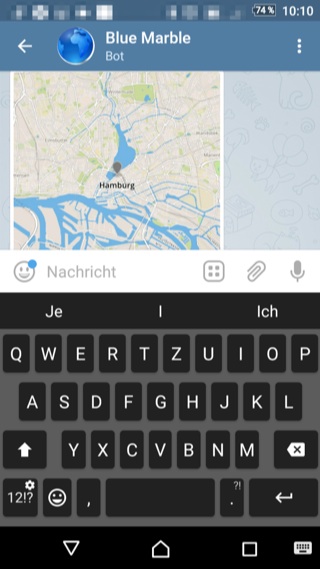 74 % 10:10
Blue Marble
Bot
Hamburg
Nachricht
Je I Ich
Q W E R T Z U I O P
A S D F G H J K L
Y X C V B N M
12!? , . ?!